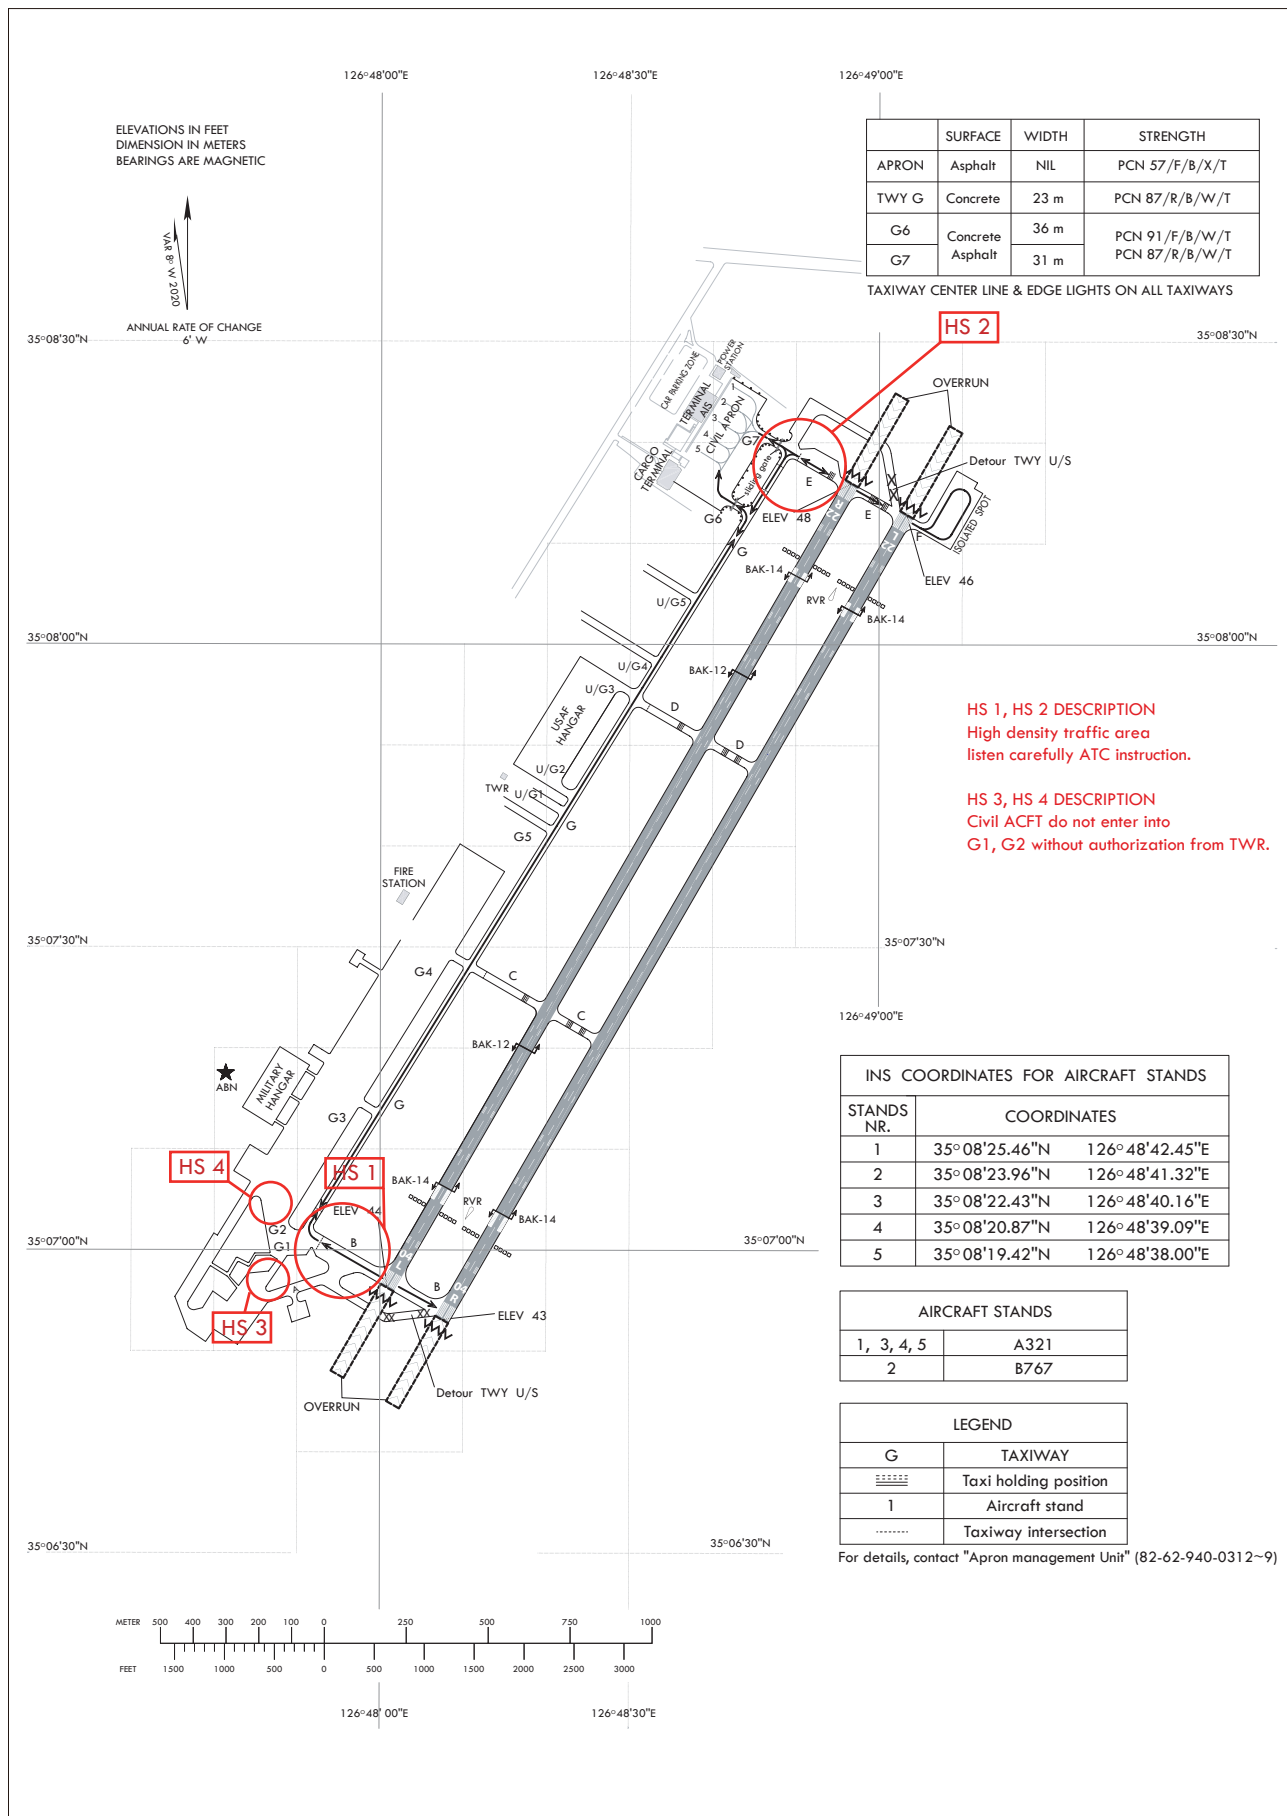 126°48'00"E
126°48'30"E
126°49'00"E
ELEVATIONS IN FEET
DIMENSION IN METERS
BEARINGS ARE MAGNETIC
VAR 8° W 2020
ANNUAL RATE OF CHANGE
6' W
SURFACE WIDTH STRENGTH
APRON Asphalt NIL PCN 57/F/B/X/T
TWY G Concrete 23 m PCN 87/R/B/W/T
G6 Concrete 36 m PCN 91/F/B/W/T
G7 Asphalt 31 m PCN 87/R/B/W/T
TAXIWAY CENTER LINE & EDGE LIGHTS ON ALL TAXIWAYS
35°08'30"N
35°08'30"N
HS 2
OVERRUN
POWER
STATION
CAR PARKING ZONE
TERMINAL
AIS
CIVIL APRON
1
2
3
4
5
CARGO
TERMINAL
G7
sliding gate
G6
E
ELEV 48
Detour TWY U/S
22
R
E
22
L
F
ISOLATED SPOT
ELEV 46
G
BAK-14
RVR
BAK-14
U/G5
35°08'00"N
35°08'00"N
U/G4
BAK-12
U/G3
USAF
HANGAR
D
D
U/G2
TWR
U/G1
G5
G
HS 1, HS 2 DESCRIPTION
High density traffic area
listen carefully ATC instruction.
HS 3, HS 4 DESCRIPTION
Civil ACFT do not enter into
G1, G2 without authorization from TWR.
FIRE
STATION
35°07'30"N
35°07'30"N
G4
C
C
126°49'00"E
BAK-12
ABN
MILITARY
HANGAR
G
G3
INS COORDINATES FOR AIRCRAFT STANDS
STANDS
NR. COORDINATES
1 35°08'25.46"N 126°48'42.45"E
2 35°08'23.96"N 126°48'41.32"E
3 35°08'22.43"N 126°48'40.16"E
4 35°08'20.87"N 126°48'39.09"E
5 35°08'19.42"N 126°48'38.00"E
HS 4
HS 1
BAK-14
RVR
BAK-14
ELEV 44
G2
G1
B
35°07'00"N
35°07'00"N
04
L
B
04
R
A
HS 3
ELEV 43
OVERRUN
Detour TWY U/S
AIRCRAFT STANDS
1, 3, 4, 5 A321
2 B767
LEGEND
G TAXIWAY
Taxi holding position
1 Aircraft stand
Taxiway intersection
35°06'30"N
35°06'30"N
For details, contact "Apron management Unit" (82-62-940-0312~9)
METER 500 400 300 200 100 0 250 500 750 1000
FEET 1500 1000 500 0 500 1000 1500 2000 2500 3000
126°48' 00"E
126°48'30"E